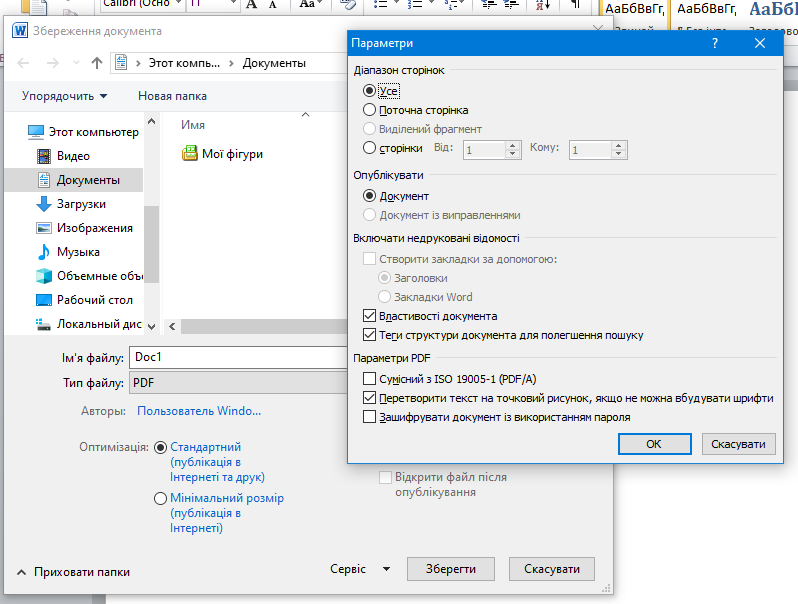 Calibri (Осно
11
АаБбВвГг,
АаБбВвГг,
Збереження документа
Этот компь... › Документы
Упорядочить
Новая папка
Этот компьютер
Видео
Документы
Загрузки
Изображения
Музыка
Объемные объ
Рабочий стол
Локальный дис
Имя
Мої фігури
Ім'я файлу: Doc1
Тип файлу: PDF
Авторы: Пользователь Windo...
Оптимізація: Стандартний
(публікація в
Інтернеті та друк)
Мінімальний розмір
(публікація в
Інтернеті)
Відкрити файл після
опублікування
Приховати папки
Сервіс
Зберегти
Скасувати
Параметри
?
Діапазон сторінок
Усе
Поточна сторінка
Виділений фрагмент
сторінки Від: 1 Кому: 1
Опублікувати
Документ
Документ із виправленнями
Включати недруковані відомості
Створити закладки за допомогою:
Заголовки
Закладки Word
Властивості документа
Теги структури документа для полегшення пошуку
Параметри PDF
Сумісний з ISO 19005-1 (PDF/A)
Перетворити текст на точковий рисунок, якщо не можна вбудувати шрифти
Зашифрувати документ із використанням пароля
ОК
Скасувати